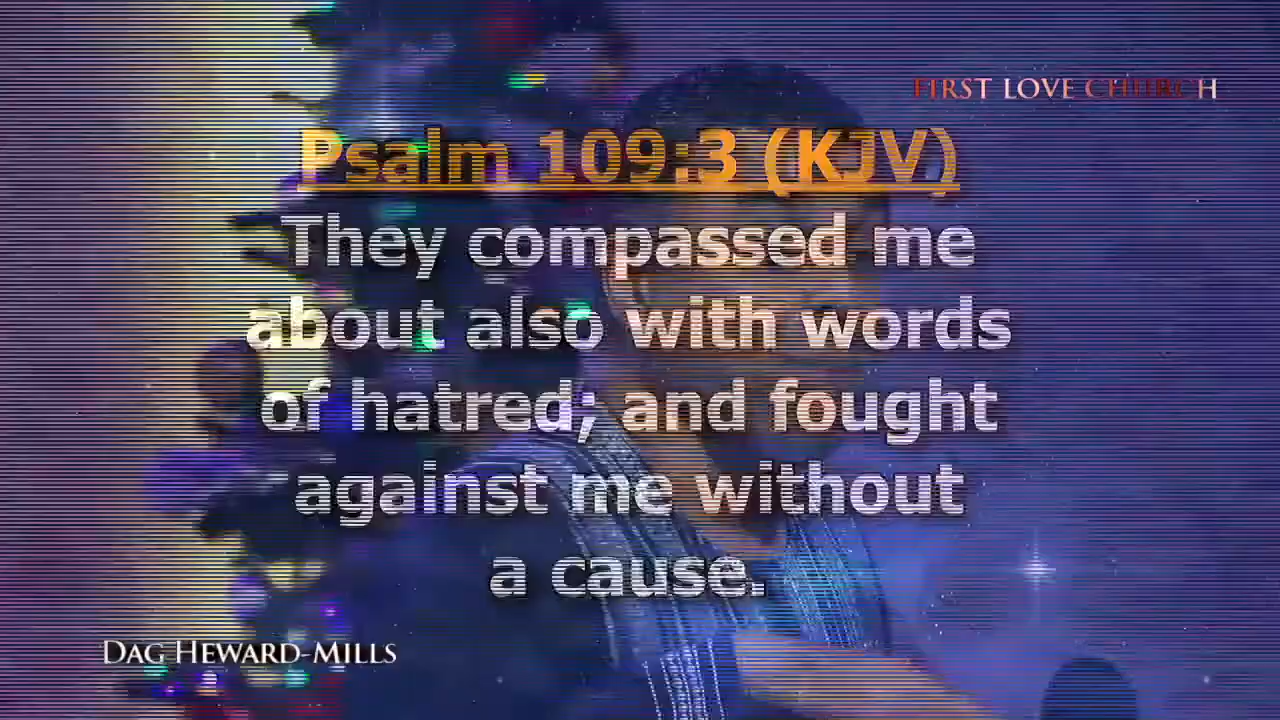 FIRST LOVE CHURCH
Psalm 109:3 (KJV)
They compassed me
about also with words
of hatred; and fought
against me without
a cause.
DAG HEWARD-MILLS